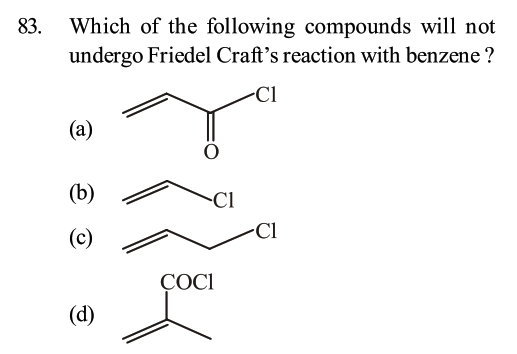 83. Which of the following compounds will not
undergo Friedel Craft's reaction with benzene ?
(a) Cl
O
(b) Cl
(c) Cl
COCl
(d)